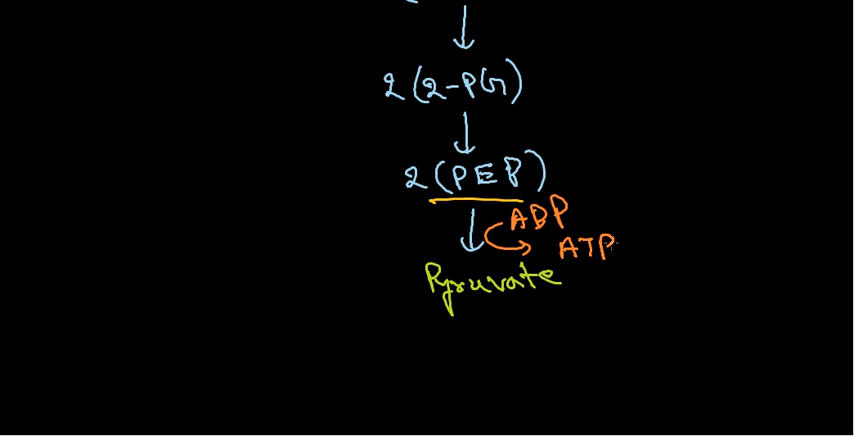 2 (2-PG)
2 (PEP)
ADP
ATP
Pyruvate